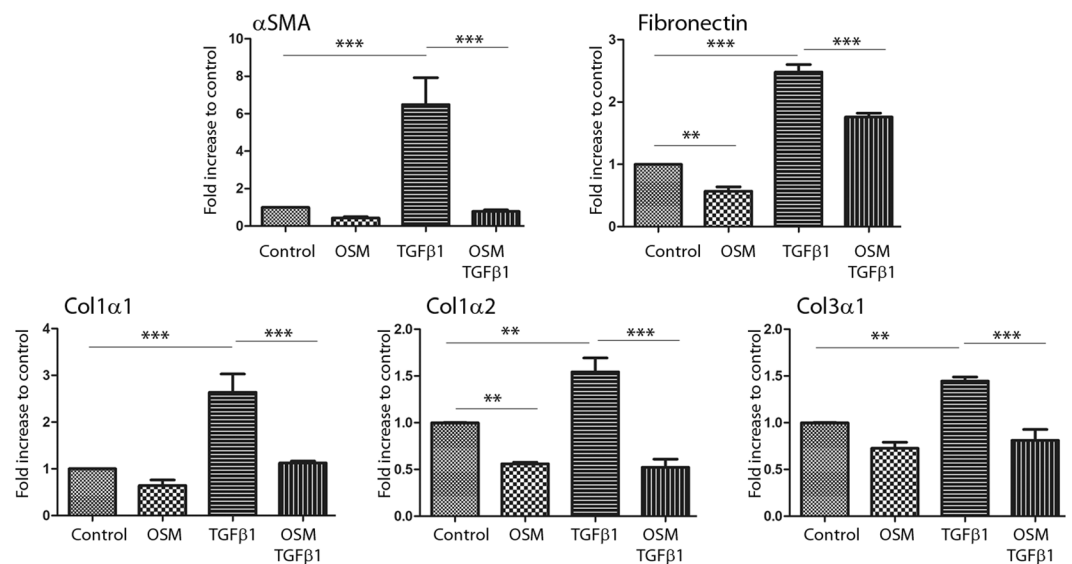 αSMA
Fold increase to control
10
8
6
4
2
0
***
***
Control
OSM
TGFβ1
OSM
TGFβ1
Fibronectin
Fold increase to control
3
2
1
0
***
***
**
Control
OSM
TGFβ1
OSM
TGFβ1
Col1α1
Fold increase to control
4
3
2
1
0
***
***
Control
OSM
TGFβ1
OSM
TGFβ1
Col1α2
Fold increase to control
2.0
1.5
1.0
0.5
0.0
**
***
**
Control
OSM
TGFβ1
OSM
TGFβ1
Col3α1
Fold increase to control
2.0
1.5
1.0
0.5
0.0
**
***
Control
OSM
TGFβ1
OSM
TGFβ1